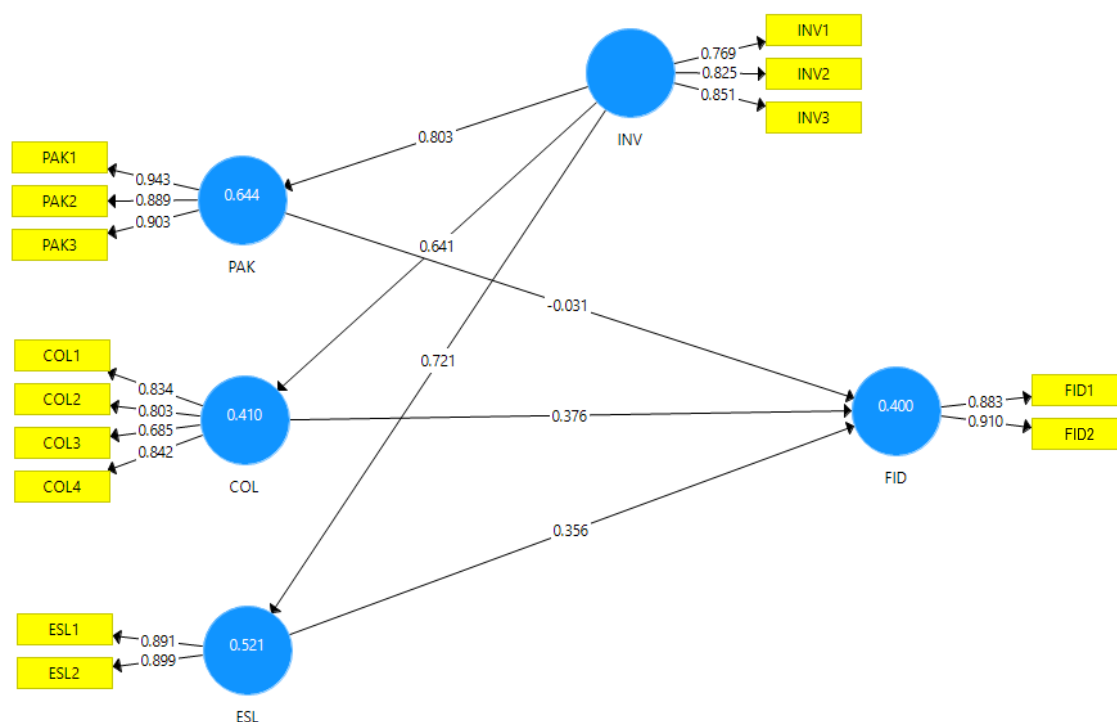 INV1
0.769
INV2
0.825
0.851
INV3
INV
0.803
PAK1
0.943
PAK2
0.889
0.644
0.903
PAK3
PAK
0.641
-0.031
COL1
0.834
0.721
COL2
0.803
COL3
0.685
0.410
0.376
COL4
0.842
COL
0.400
0.883
FID1
0.910
FID2
FID
0.356
ESL1
0.891
0.521
ESL2
0.899
ESL